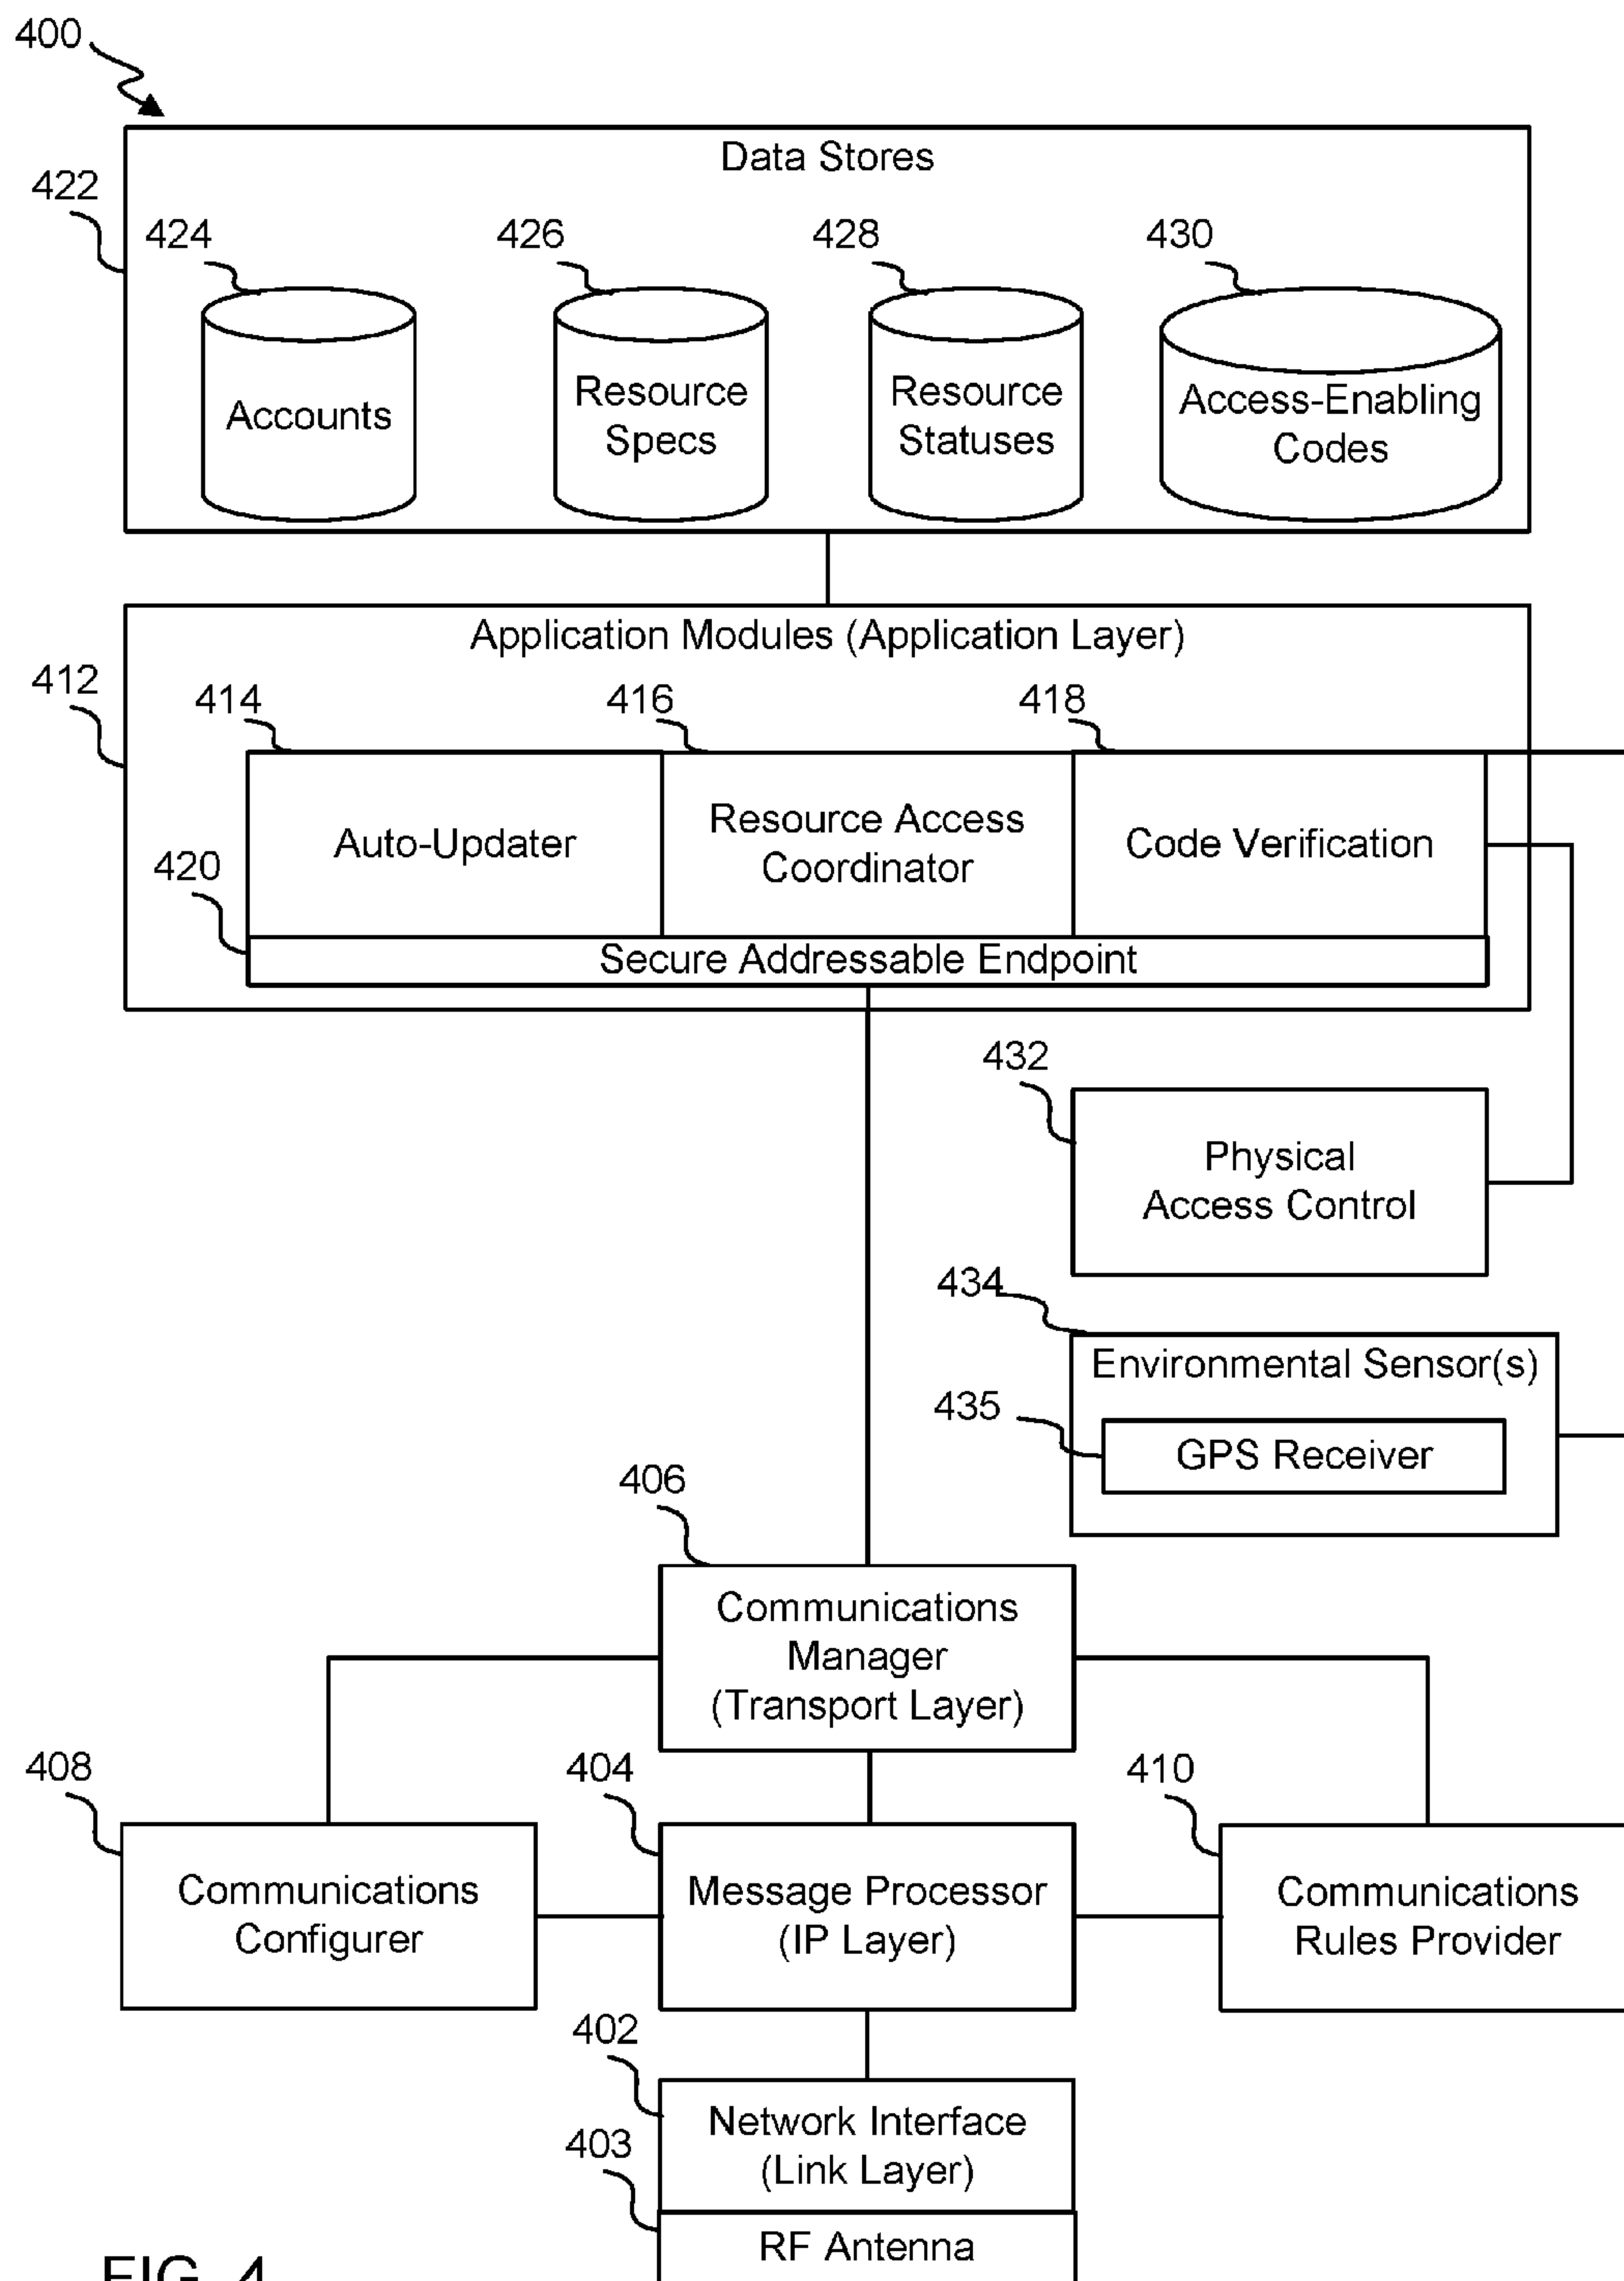 400
Data Stores
422
424
426
428
430
Accounts
Resource
Specs
Resource
Statuses
Access-Enabling
Codes
Application Modules (Application Layer)
412
414
416
418
Auto-Updater
Resource Access
Coordinator
Code Verification
420
Secure Addressable Endpoint
432
Physical
Access Control
434
Environmental Sensor(s)
435
GPS Receiver
406
Communications
Manager
(Transport Layer)
408
404
410
Communications
Configurer
Message Processor
(IP Layer)
Communications
Rules Provider
402
Network Interface
(Link Layer)
403
RF Antenna
FIG. 4